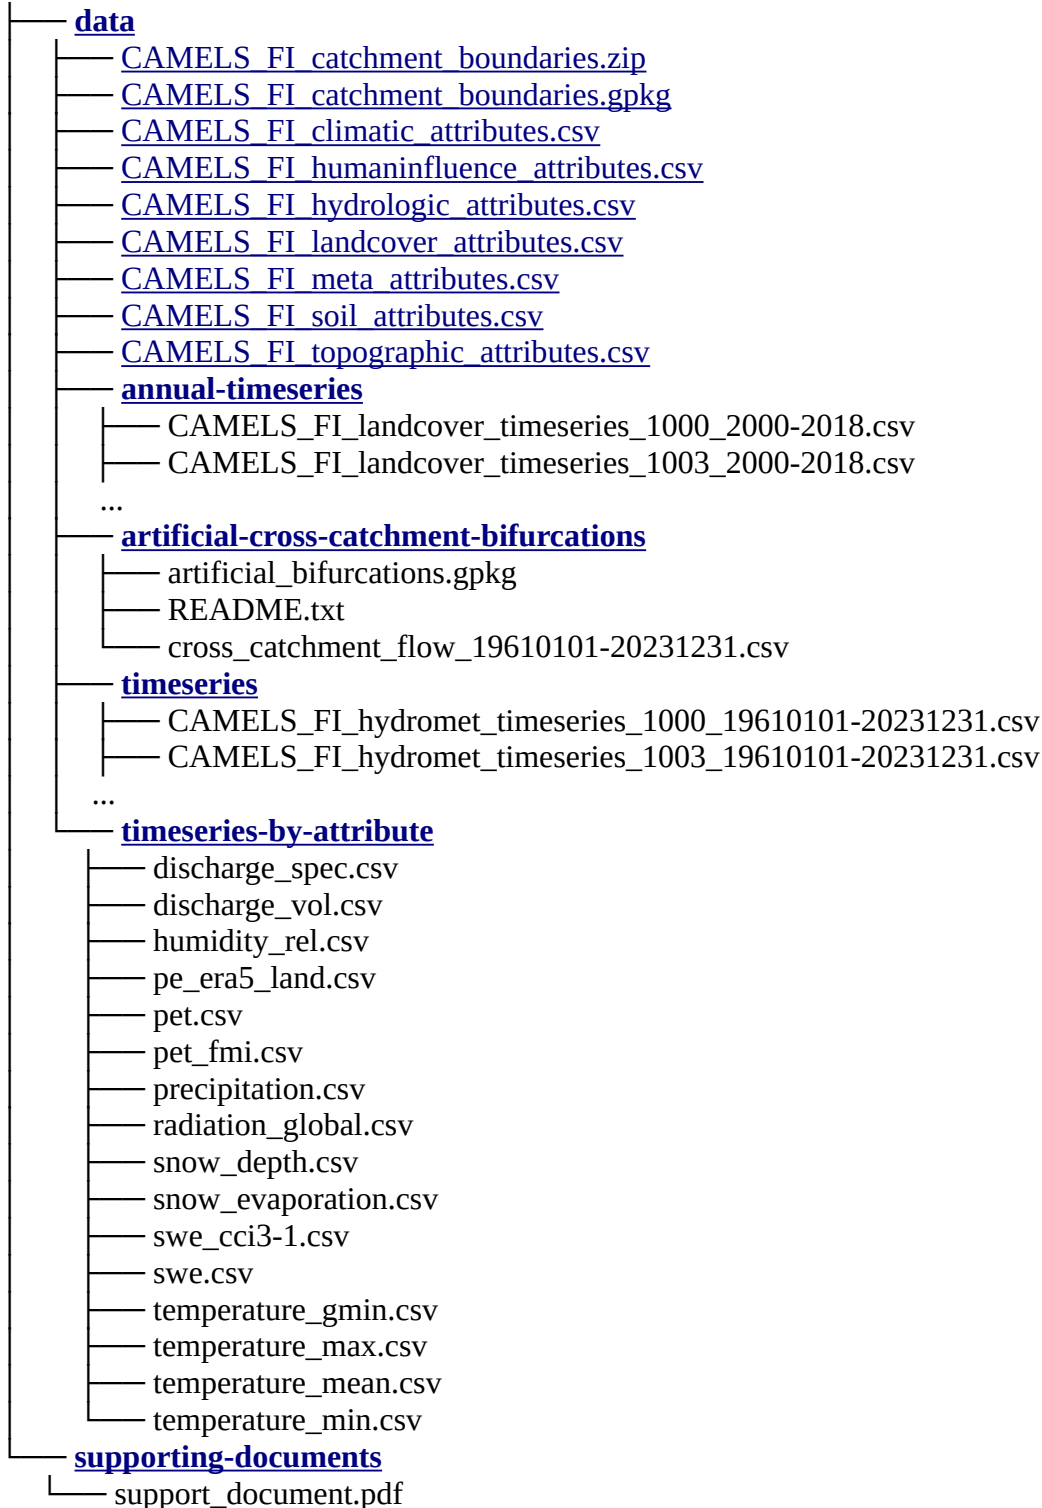 data
CAMELS_FI_catchment_boundaries.zip
CAMELS_FI_catchment_boundaries.gpkg
CAMELS_FI_climatic_attributes.csv
CAMELS_FI_humaninfluence_attributes.csv
CAMELS_FI_hydrologic_attributes.csv
CAMELS_FI_landcover_attributes.csv
CAMELS_FI_meta_attributes.csv
CAMELS_FI_soil_attributes.csv
CAMELS_FI_topographic_attributes.csv
annual-timeseries
CAMELS_FI_landcover_timeseries_1000_2000-2018.csv
CAMELS_FI_landcover_timeseries_1003_2000-2018.csv
...
artificial-cross-catchment-bifurcations
artificial_bifurcations.gpkg
README.txt
cross_catchment_flow_19610101-20231231.csv
timeseries
CAMELS_FI_hydromet_timeseries_1000_19610101-20231231.csv
CAMELS_FI_hydromet_timeseries_1003_19610101-20231231.csv
...
timeseries-by-attribute
discharge_spec.csv
discharge_vol.csv
humidity_rel.csv
pe_era5_land.csv
pet.csv
pet_fmi.csv
precipitation.csv
radiation_global.csv
snow_depth.csv
snow_evaporation.csv
swe_cci3-1.csv
swe.csv
temperature_gmin.csv
temperature_max.csv
temperature_mean.csv
temperature_min.csv
supporting-documents
support_document.pdf